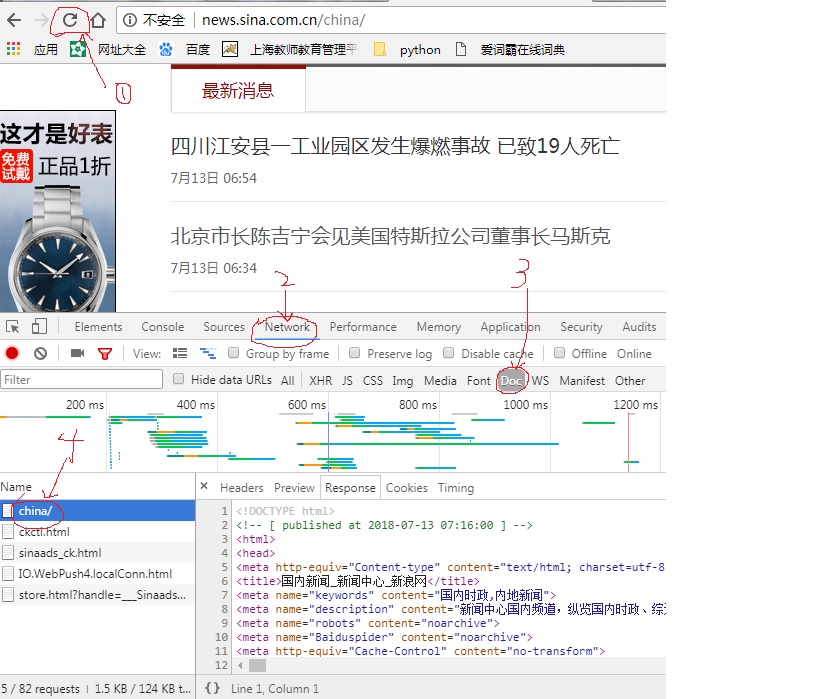 不安全 | news.sina.com.cn/china/
应用 网址大全 百度 上海教师教育管理平 python 爱词霸在线词典
1
最新消息
这才是好表
免费试戴 正品1折
四川江安县一工业园区发生爆燃事故 已致19人死亡
7月13日 06:54
北京市长陈吉宁会见美国特斯拉公司董事长马斯克
7月13日 06:34
2
3
Elements Console Sources Network Performance Memory Application Security Audits
View: Group by frame Preserve log Disable cache Offline Online
Filter Hide data URLs All XHR JS CSS Img Media Font Doc WS Manifest Other
200 ms 400 ms 600 ms 800 ms 1000 ms 1200 ms
4
Name
china/
ckctl.html
sinaads_ck.html
IO.WebPush4.localConn.html
store.html?handle=___Sinaads...
× Headers Preview Response Cookies Timing
1 <!DOCTYPE html>
2 <!-- [ published at 2018-07-13 07:16:00 ] -->
3 <html>
4 <head>
5 <meta http-equiv="Content-type" content="text/html; charset=utf-8
6 <title>国内新闻_新闻中心_新浪网</title>
7 <meta name="keywords" content="国内时政,内地新闻">
8 <meta name="description" content="新闻中心国内频道，纵览国内时政、综
9 <meta name="robots" content="noarchive">
10 <meta name="Baiduspider" content="noarchive">
11 <meta http-equiv="Cache-Control" content="no-transform">
12
5 / 82 requests | 1.5 KB / 124 KB t...
{} Line 1, Column 1